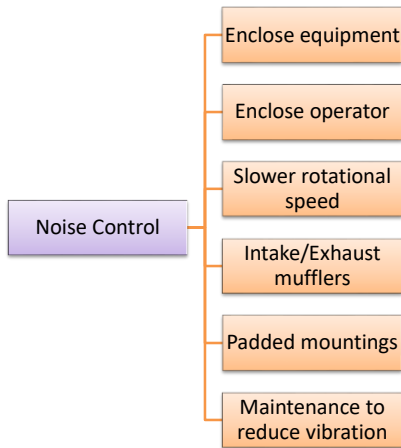 Enclose equipment
Enclose operator
Slower rotational
speed
Noise Control
Intake/Exhaust
mufflers
Padded mountings
Maintenance to
reduce vibration